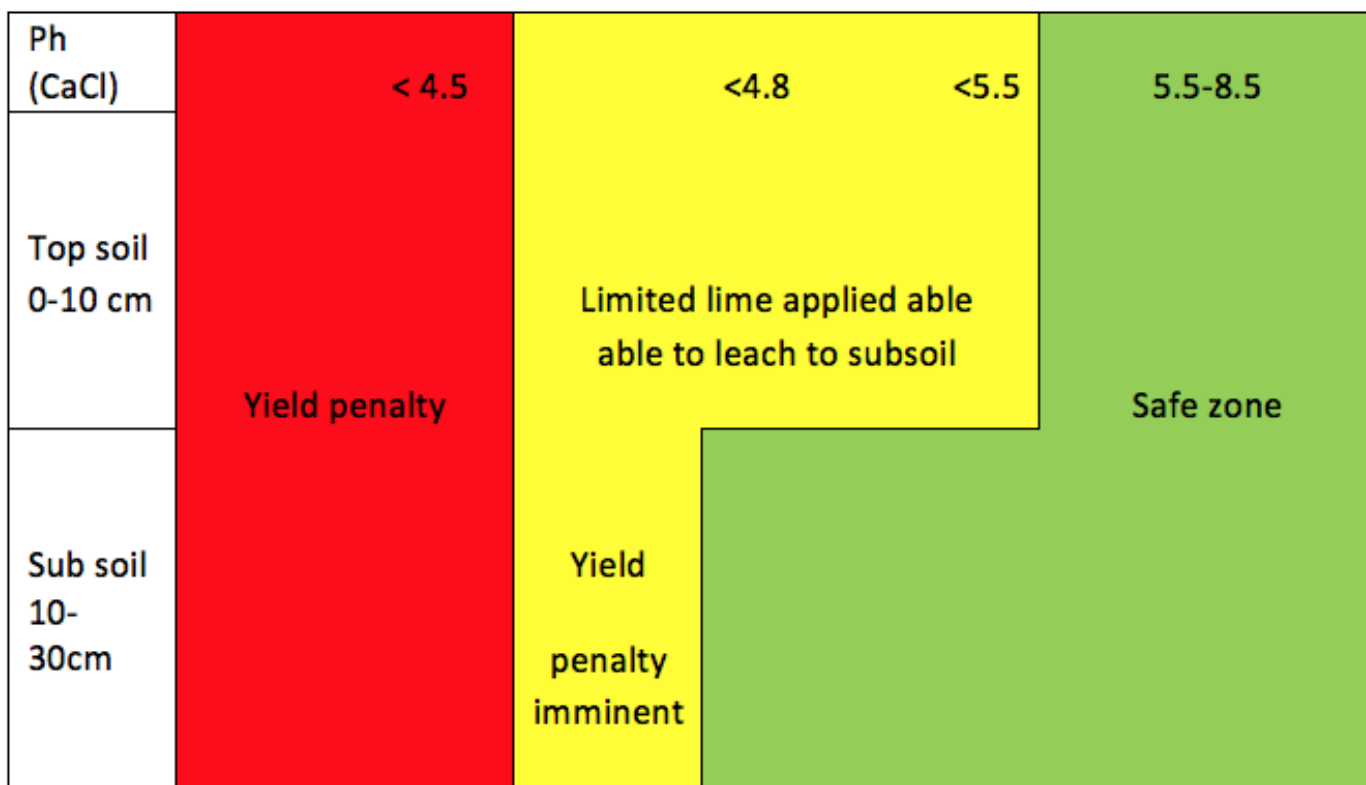 Ph
(CaCl)
< 4.5
<4.8
<5.5
5.5-8.5
Top soil
0-10 cm
Limited lime applied able
able to leach to subsoil
Yield penalty
Safe zone
Sub soil
10-
30cm
Yield
penalty
imminent